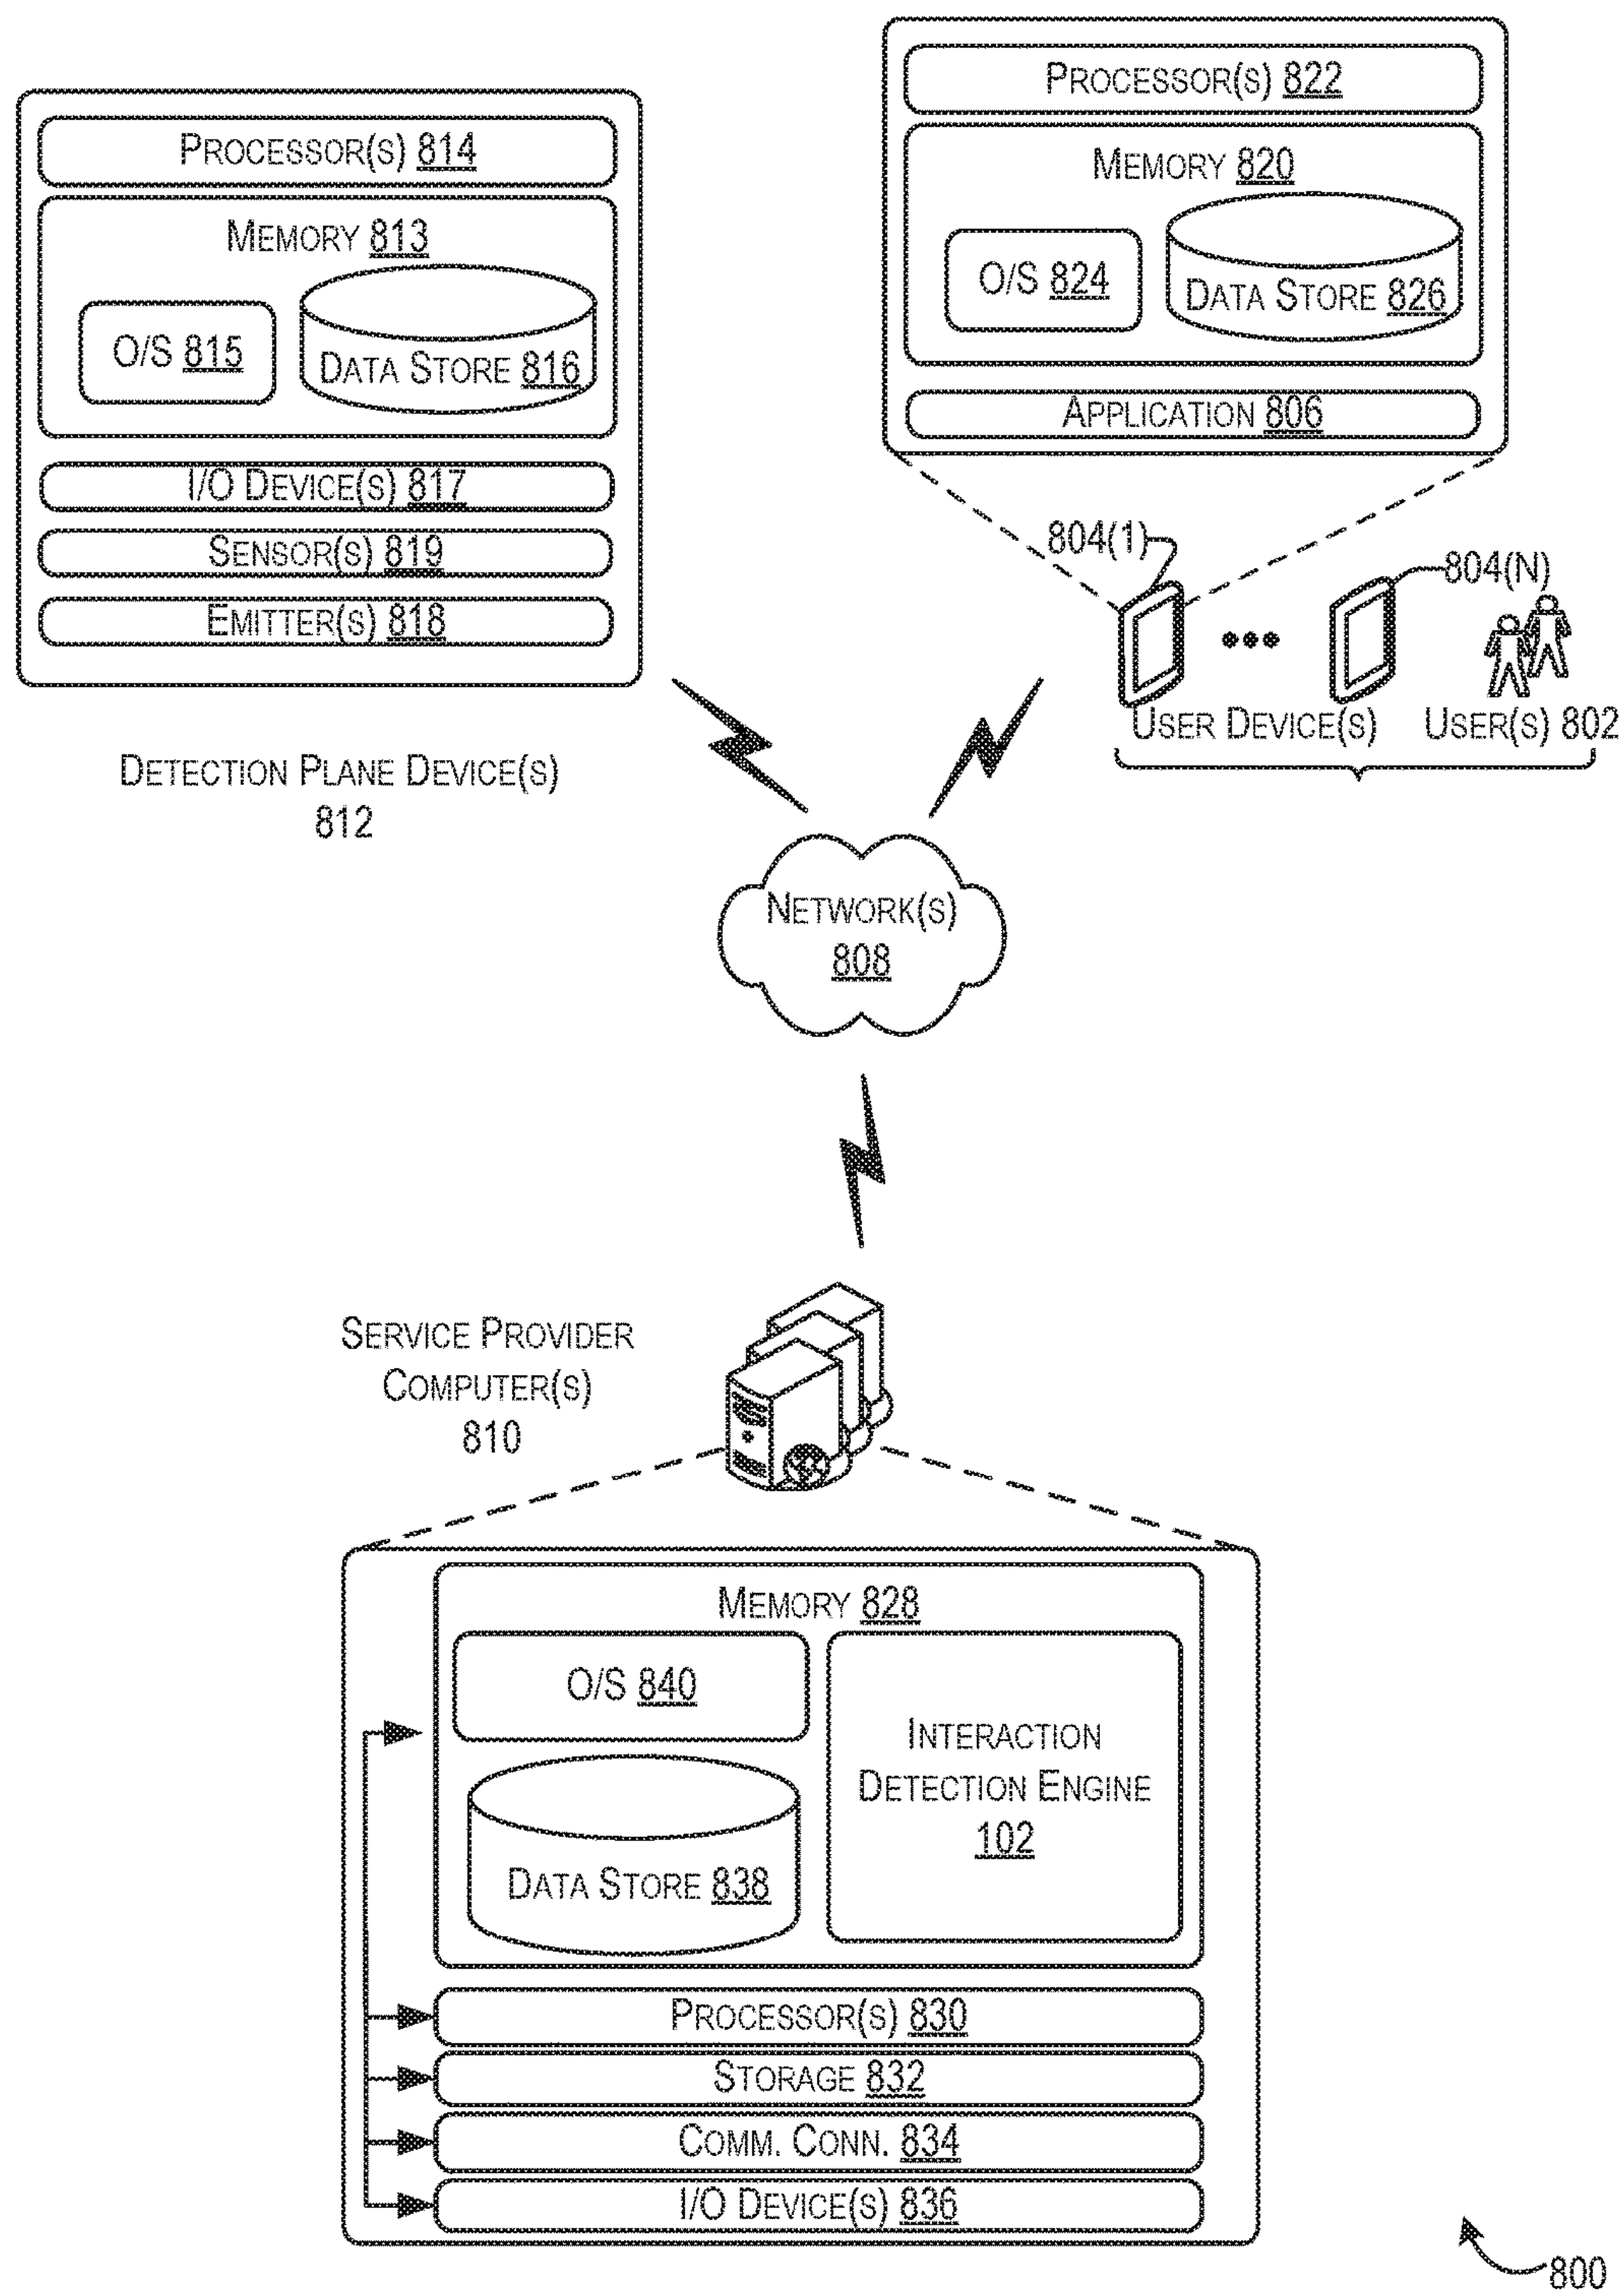 PROCESSOR(S) 822
MEMORY 820
O/S 824
DATA STORE 826
APPLICATION 806
PROCESSOR(S) 814
MEMORY 813
O/S 815
DATA STORE 816
I/O DEVICE(S) 817
SENSOR(S) 819
EMITTER(S) 818
DETECTION PLANE DEVICE(S)
812
804(1)
804(N)
USER DEVICE(S)
USER(S) 802
NETWORK(S)
808
SERVICE PROVIDER
COMPUTER(S)
810
MEMORY 828
O/S 840
DATA STORE 838
INTERACTION
DETECTION ENGINE
102
PROCESSOR(S) 830
STORAGE 832
COMM. CONN. 834
I/O DEVICE(S) 836
800